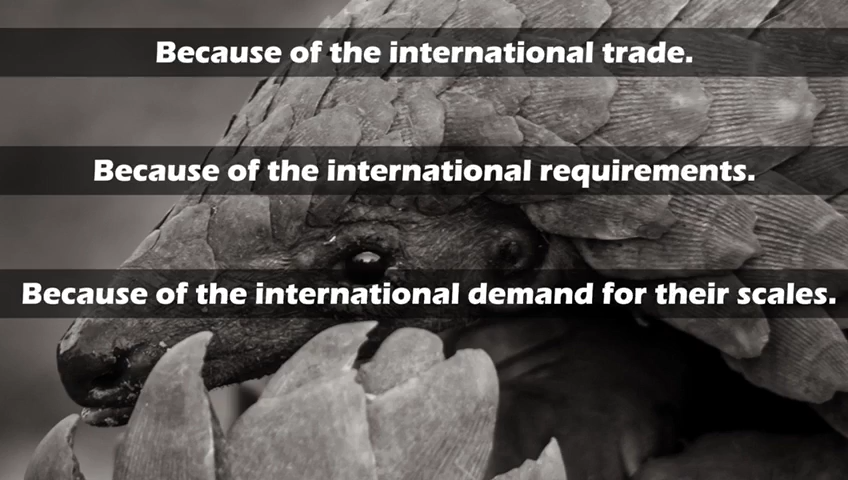 Because of the international trade.
Because of the international requirements.
Because of the international demand for their scales.